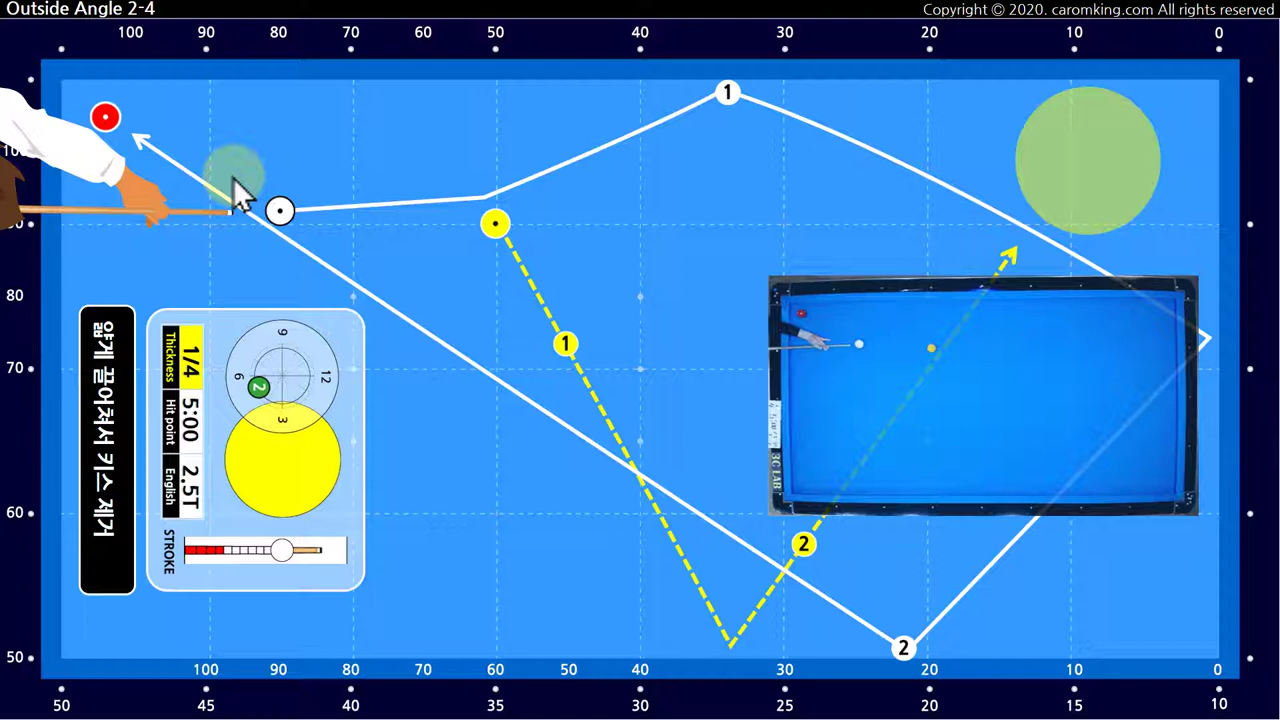 Outside Angle 2-4
Copyright © 2020. caromking.com All rights reserved
100 90 80 70 60 50 40 30 20 10 0
1
80
70
60
50
1
2
2
얇게 끌어쳐서 키스 제거
1/4
Thickness
5:00
Hit point
2.5T
English
9
12
6
3
2
STROKE
3C LAB
100 90 80 70 60 50 40 30 20 10 0
50 45 40 35 30 25 20 15 10